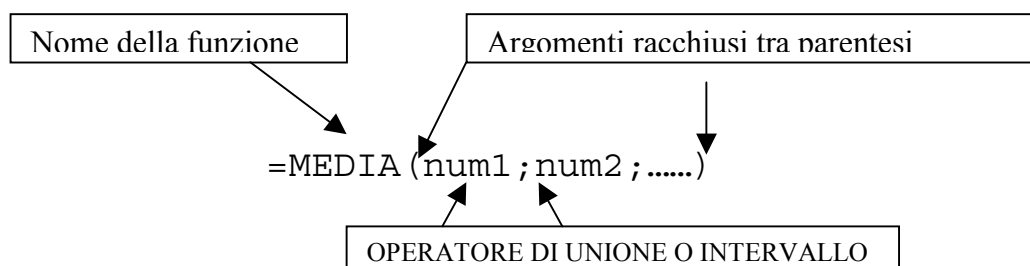 Nome della funzione
Argomenti racchiusi tra parentesi
=MEDIA(num1;num2;……)
OPERATORE DI UNIONE O INTERVALLO